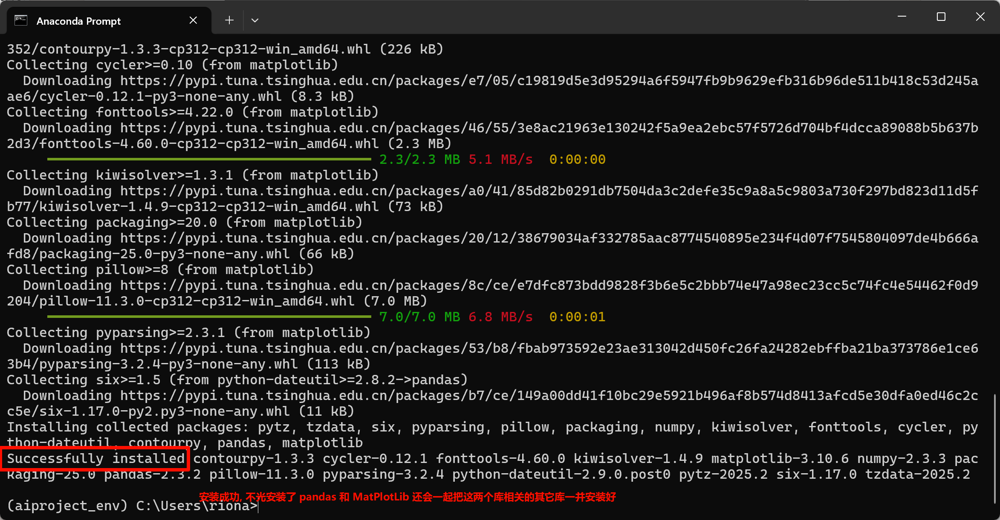 Anaconda Prompt
352/contourpy-1.3.3-cp312-cp312-win_amd64.whl (226 kB)
Collecting cycler>=0.10 (from matplotlib)
  Downloading https://pypi.tuna.tsinghua.edu.cn/packages/e7/05/c19819d5e3d95294a6f5947fb9b9629efb316b96de511b418c53d245a
ae6/cycler-0.12.1-py3-none-any.whl (8.3 kB)
Collecting fonttools>=4.22.0 (from matplotlib)
  Downloading https://pypi.tuna.tsinghua.edu.cn/packages/46/55/3e8ac21963e130242f5a9ea2ebc57f5726d704bf4dcca89088b5b637b
2d3/fonttools-4.60.0-cp312-cp312-win_amd64.whl (2.3 MB)
2.3/2.3 MB 5.1 MB/s  0:00:00
Collecting kiwisolver>=1.3.1 (from matplotlib)
  Downloading https://pypi.tuna.tsinghua.edu.cn/packages/a0/41/85d82b0291db7504da3c2defe35c9a8a5c9803a730f297bd823d11d5f
b77/kiwisolver-1.4.9-cp312-cp312-win_amd64.whl (73 kB)
Collecting packaging>=20.0 (from matplotlib)
  Downloading https://pypi.tuna.tsinghua.edu.cn/packages/20/12/38679034af332785aac8774540895e234f4d07f7545804097de4b666a
fd8/packaging-25.0-py3-none-any.whl (66 kB)
Collecting pillow>=8 (from matplotlib)
  Downloading https://pypi.tuna.tsinghua.edu.cn/packages/8c/ce/e7dfc873bdd9828f3b6e5c2bbb74e47a98ec23cc5c74fc4e54462f0d9
204/pillow-11.3.0-cp312-cp312-win_amd64.whl (7.0 MB)
7.0/7.0 MB 6.8 MB/s  0:00:01
Collecting pyparsing>=2.3.1 (from matplotlib)
  Downloading https://pypi.tuna.tsinghua.edu.cn/packages/53/b8/fbab973592e23ae313042d450fc26fa24282ebffba21ba373786e1ce6
3b4/pyparsing-3.2.4-py3-none-any.whl (113 kB)
Collecting six>=1.5 (from python-dateutil>=2.8.2->pandas)
  Downloading https://pypi.tuna.tsinghua.edu.cn/packages/b7/ce/149a00dd41f10bc29e5921b496af8b574d8413afcd5e30dfa0ed46c2c
c5e/six-1.17.0-py2.py3-none-any.whl (11 kB)
Installing collected packages: pytz, tzdata, six, pyparsing, pillow, packaging, numpy, kiwisolver, fonttools, cycler, py
thon-dateutil, contourpy, pandas, matplotlib
Successfully installed contourpy-1.3.3 cycler-0.12.1 fonttools-4.60.0 kiwisolver-1.4.9 matplotlib-3.10.6 numpy-2.3.3 pac
kaging-25.0 pandas-2.3.2 pillow-11.3.0 pyparsing-3.2.4 python-dateutil-2.9.0.post0 pytz-2025.2 six-1.17.0 tzdata-2025.2
安装成功, 不光安装了 pandas 和 MatPlotLib 还会一起把这两个库相关的其它库一并安装好
(aiproject_env) C:\Users\riona>